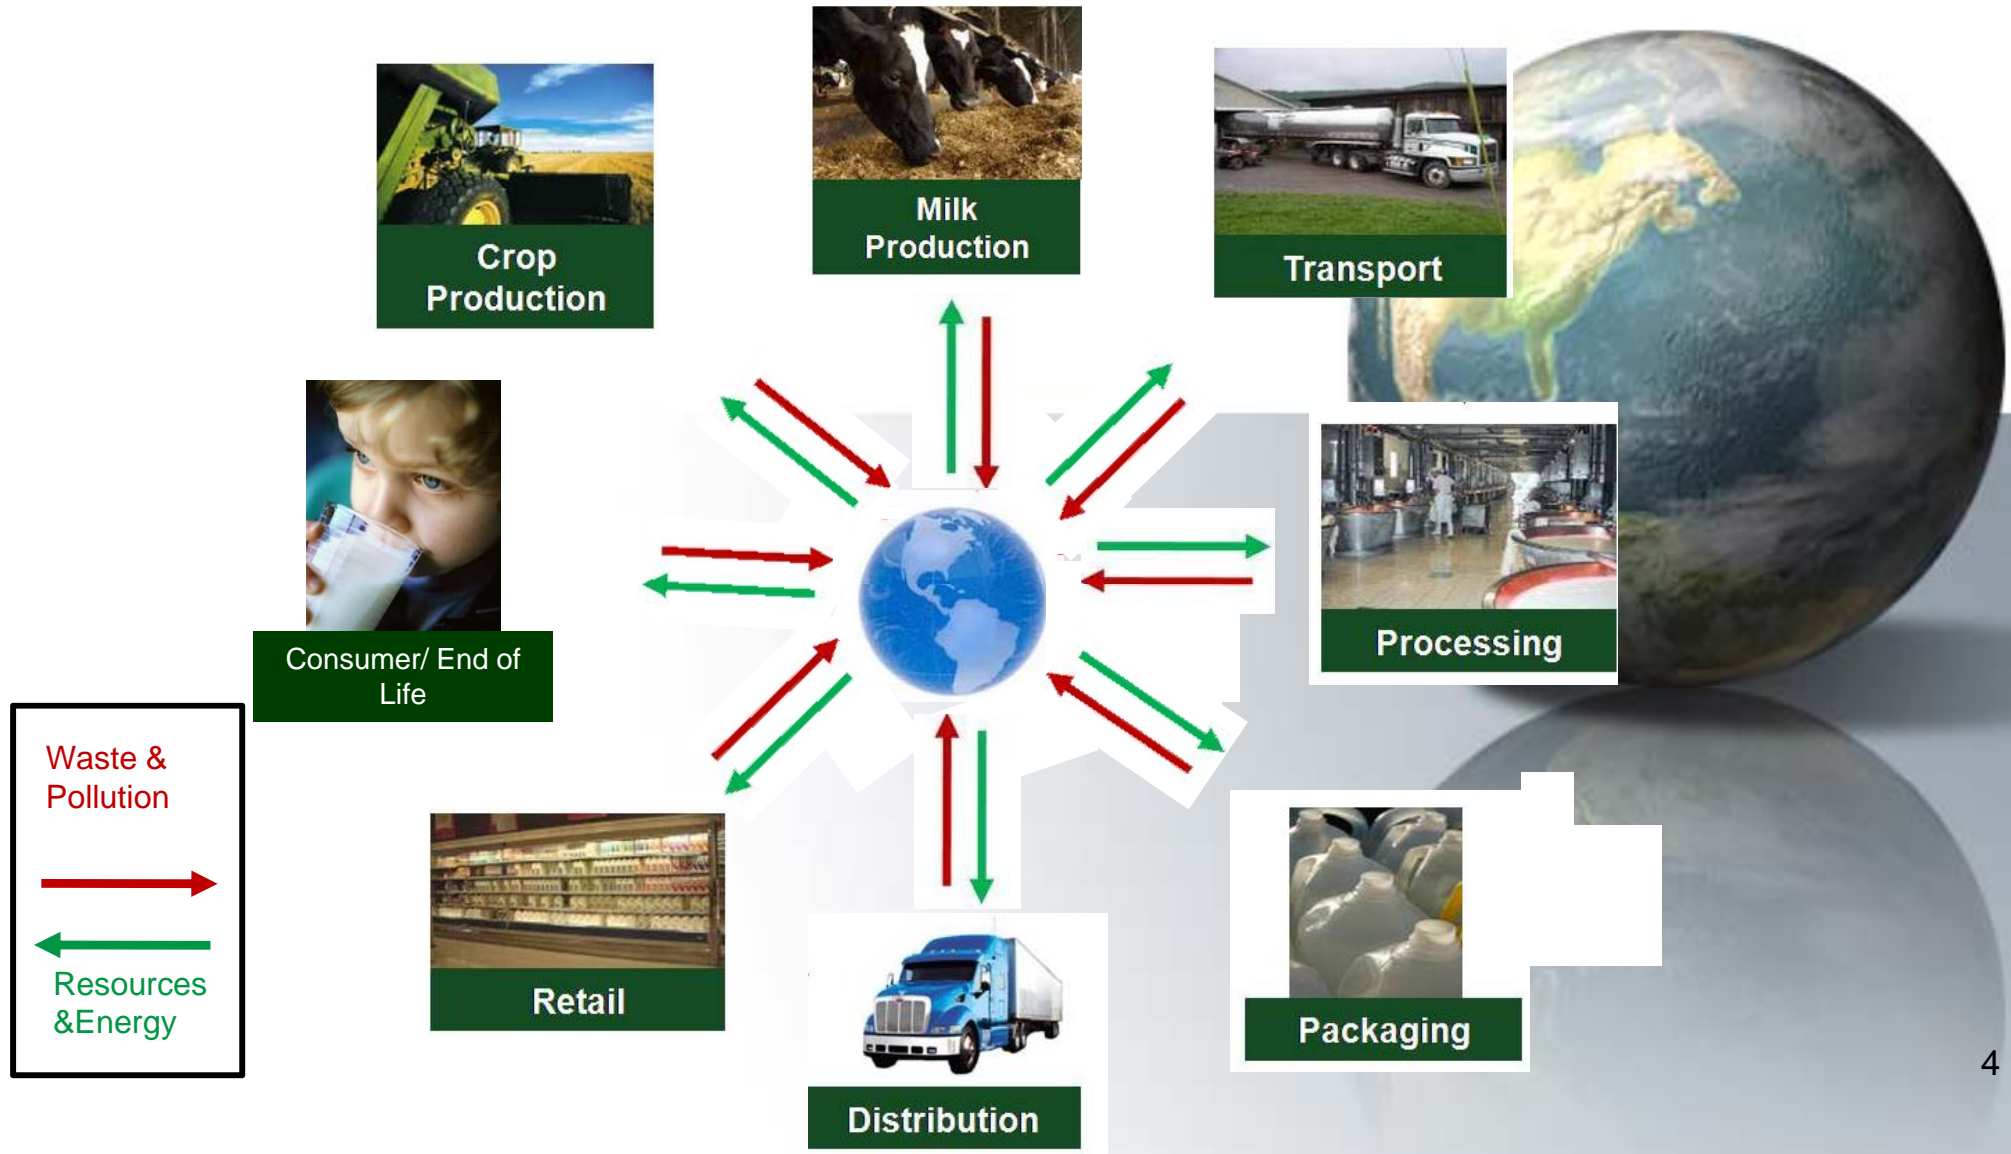 Crop
Production
Milk
Production
Transport
Consumer/ End of
Life
Processing
Waste &
Pollution
Resources
&Energy
Retail
Distribution
Packaging
4